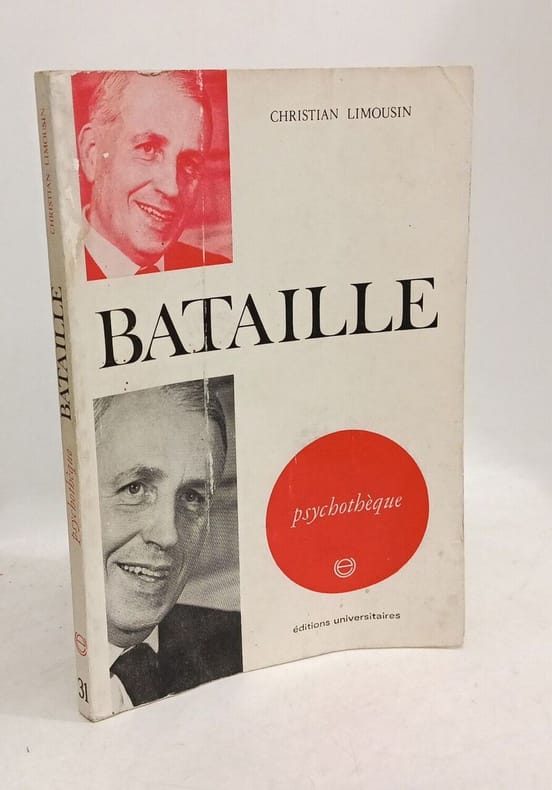 CHRISTIAN LIMOUSIN
BATAILLE
psychothèque
e
éditions universitaires
CHRISTIAN LIMOUSIN
BATAILLE
psychothèque
e
31